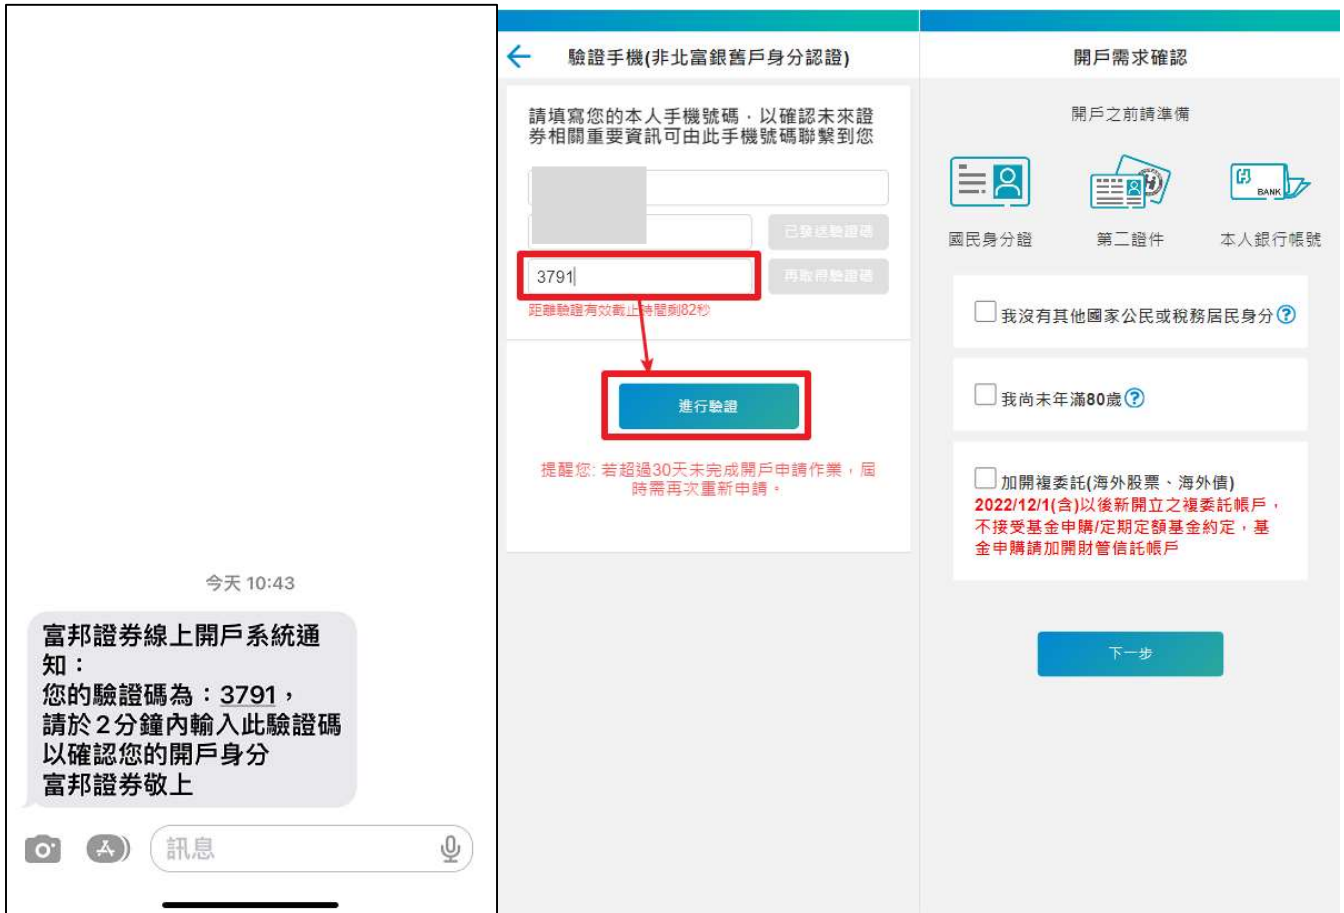 今天 10:43
富邦證券線上開戶系統通
知：
您的驗證碼為：3791，
請於2分鐘內輸入此驗證碼
以確認您的開戶身分
富邦證券敬上
訊息
驗證手機(非北富銀舊戶身分認證)
請填寫您的本人手機號碼，以確認未來證
券相關重要資訊可由此手機號碼聯繫到您
已發送驗證碼
3791
再取得驗證碼
距離驗證有效截止時間剩82秒
進行驗證
提醒您: 若超過30天未完成開戶申請作業，屆
時需再次重新申請。
開戶需求確認
開戶之前請準備
BANK
國民身分證 第二證件 本人銀行帳號
我沒有其他國家公民或稅務居民身分?
我尚未年滿80歲?
加開複委託(海外股票、海外債)
2022/12/1(含)以後新開立之複委託帳戶，
不接受基金申購/定期定額基金約定，基
金申購請加開財管信託帳戶
下一步